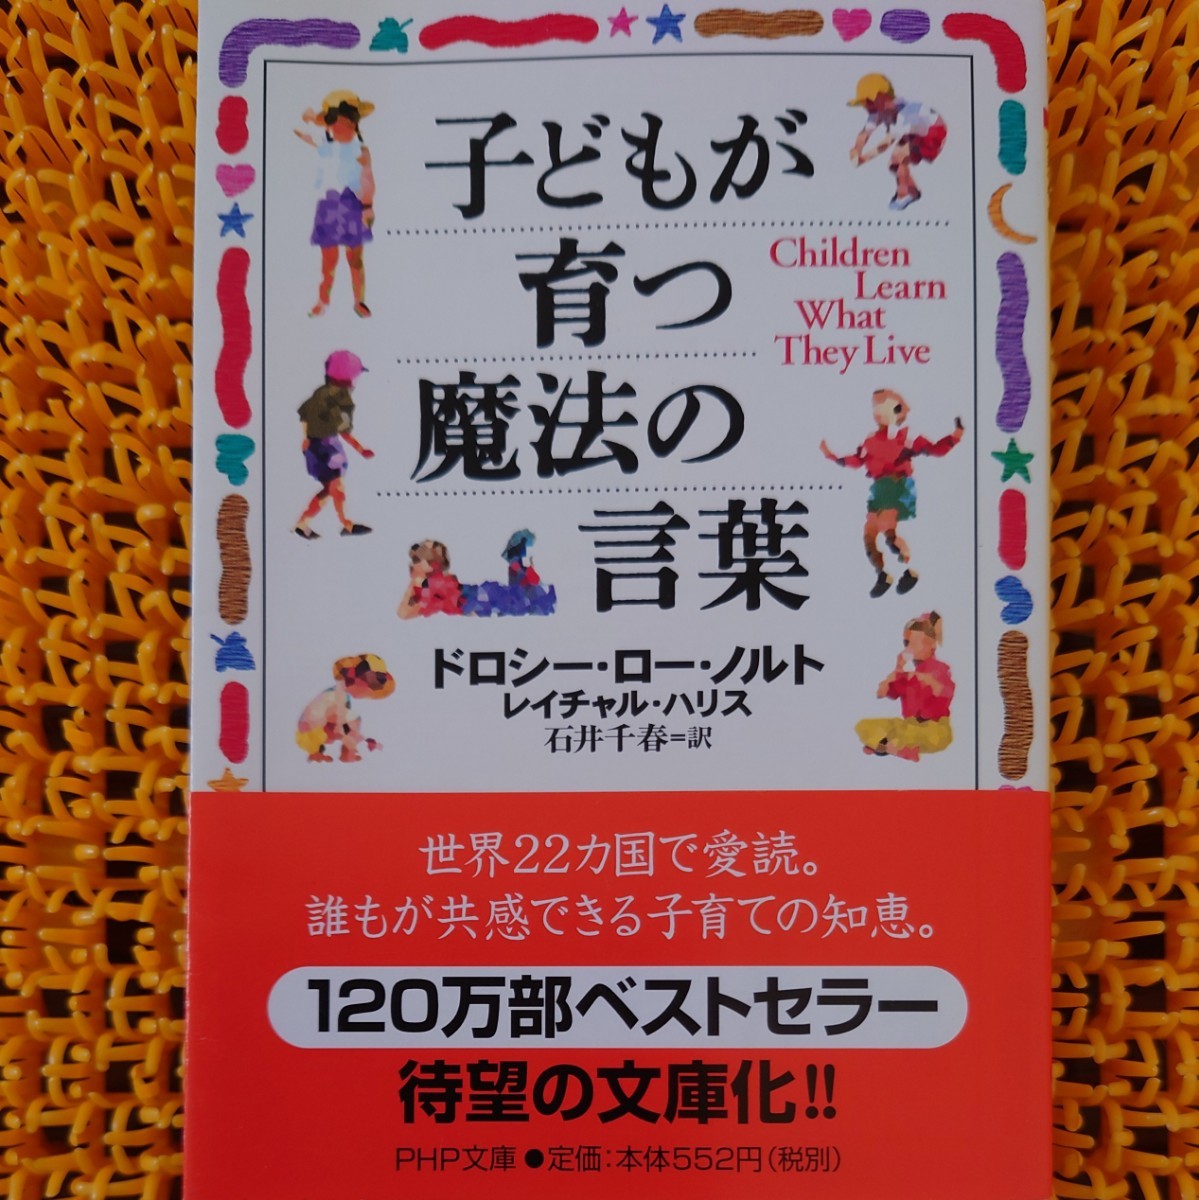 子どもが
育つ
魔法の
言葉
Children
Learn
What
They Live
ドロシー・ロー・ノルト
レイチャル・ハリス
石井千春=訳
世界22カ国で愛読。
誰もが共感できる子育ての知恵。
120万部ベストセラー
待望の文庫化!!
PHP文庫●定価:本体552円(税別)